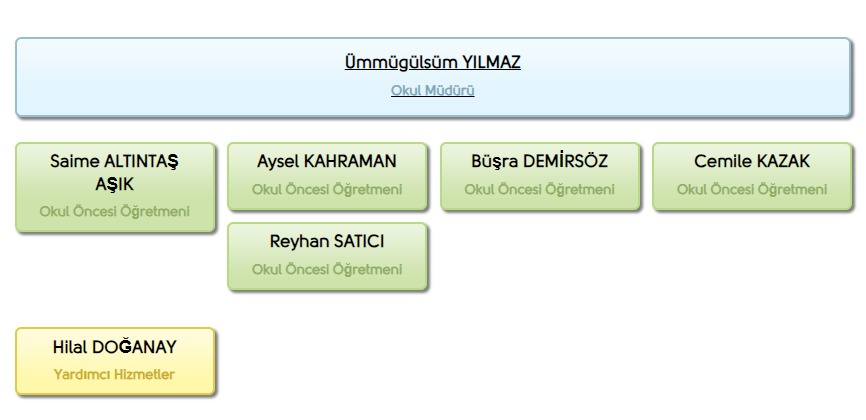 Ümmügülsüm YILMAZ
Okul Müdürü
Saime ALTINTAŞ
AŞIK
Okul Öncesi Öğretmeni
Aysel KAHRAMAN
Okul Öncesi Öğretmeni
Büşra DEMİRSÖZ
Okul Öncesi Öğretmeni
Cemile KAZAK
Okul Öncesi Öğretmeni
Reyhan SATICI
Okul Öncesi Öğretmeni
Hilal DOĞANAY
Yardımcı Hizmetler